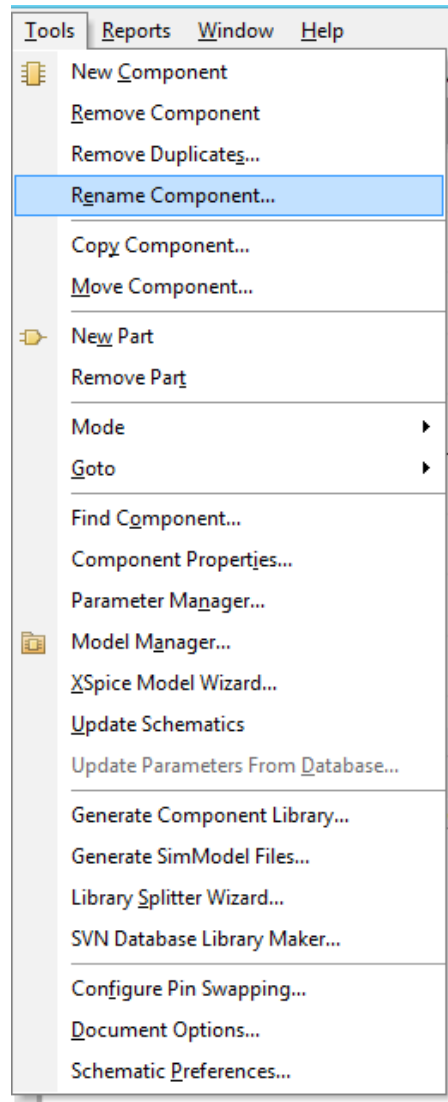 Tools Reports Window Help
New Component
Remove Component
Remove Duplicates...
Rename Component...
Copy Component...
Move Component...
New Part
Remove Part
Mode
Goto
Find Component...
Component Properties...
Parameter Manager...
Model Manager...
XSpice Model Wizard...
Update Schematics
Update Parameters From Database...
Generate Component Library...
Generate SimModel Files...
Library Splitter Wizard...
SVN Database Library Maker...
Configure Pin Swapping...
Document Options...
Schematic Preferences...